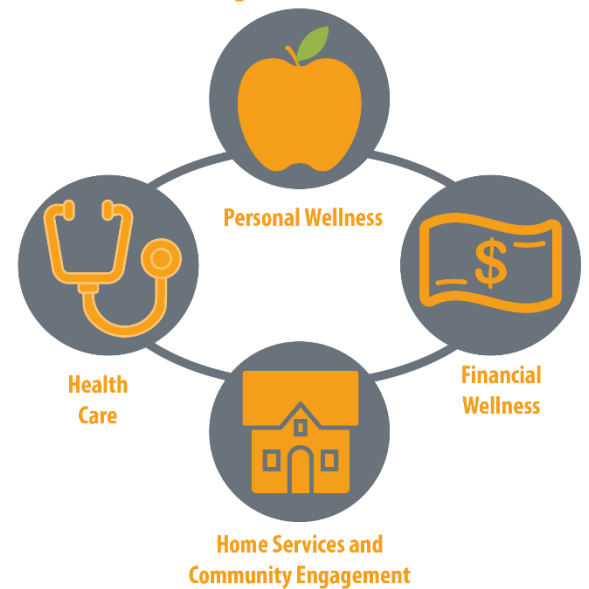 Personal Wellness
$
Health
Care
Financial
Wellness
Home Services and
Community Engagement